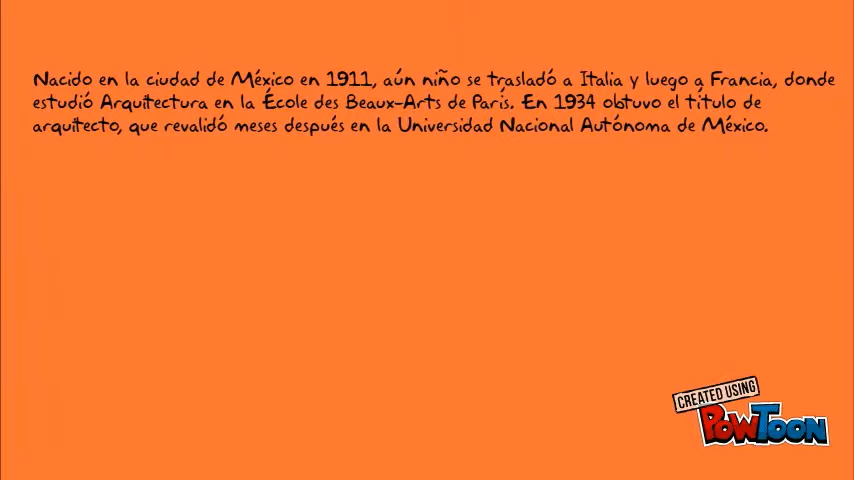 Nacido en la ciudad de México en 1911, aún niño se trasladó a Italia y luego a Francia, donde
estudió Arquitectura en la École des Beaux-Arts de París. En 1934 obtuvo el título de
arquitecto, que revalidó meses después en la Universidad Nacional Autónoma de México.
CREATED USING
POWTOON